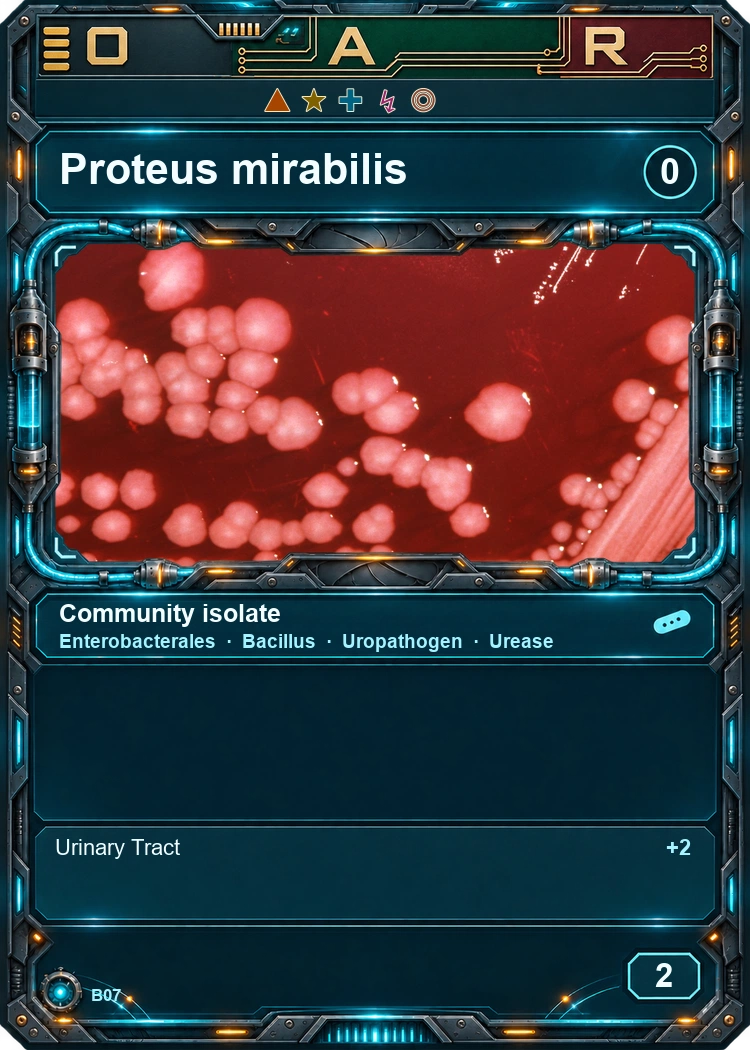 O A R
Proteus mirabilis 0
Community isolate
Enterobacterales · Bacillus · Uropathogen · Urease
Urinary Tract +2
B07 2